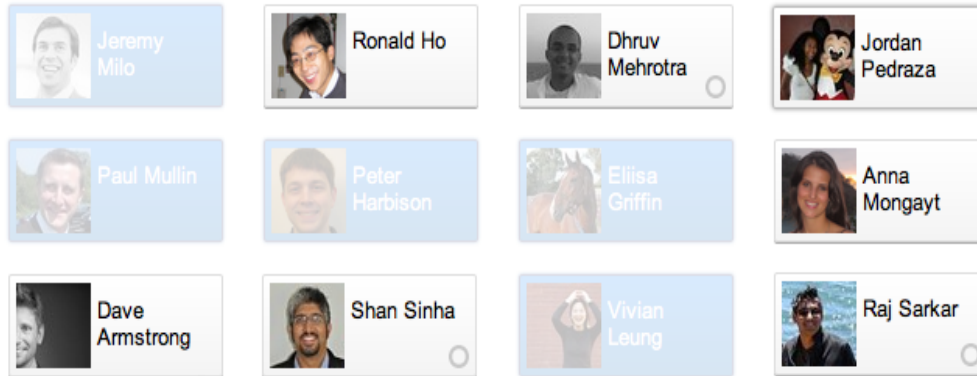 Jeremy
Milo
Ronald Ho
Dhruv
Mehrotra
Jordan
Pedraza
Paul Mullin
Peter
Harbison
Eliisa
Griffin
Anna
Mongayt
Dave
Armstrong
Shan Sinha
Vivian
Leung
Raj Sarkar